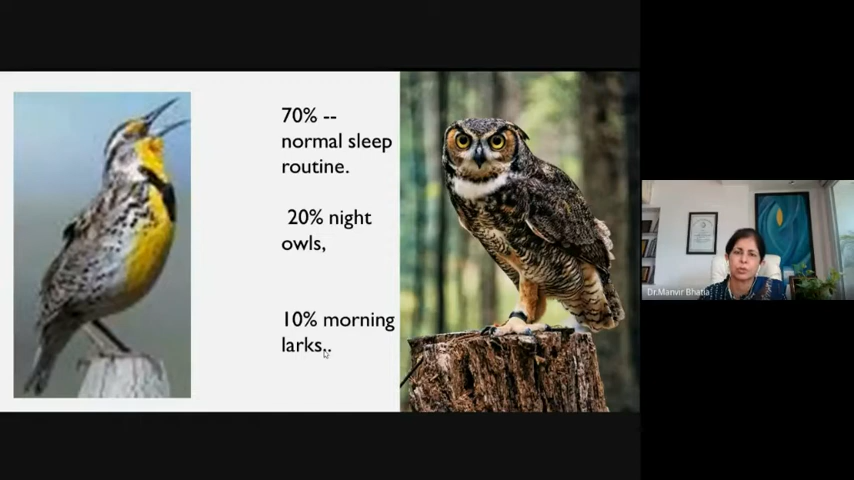 70% --
normal sleep
routine.
20% night
owls,
10% morning
larks..
Dr.Manvir Bhatia